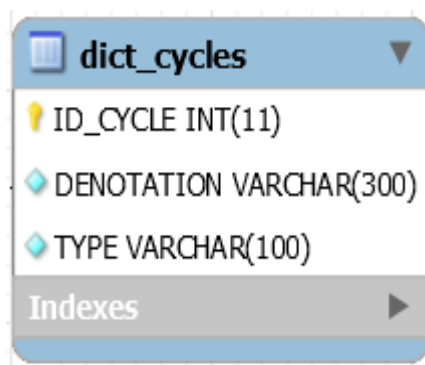 dict_cycles
ID_CYCLE INT(11)
DENOTATION VARCHAR(300)
TYPE VARCHAR(100)
Indexes